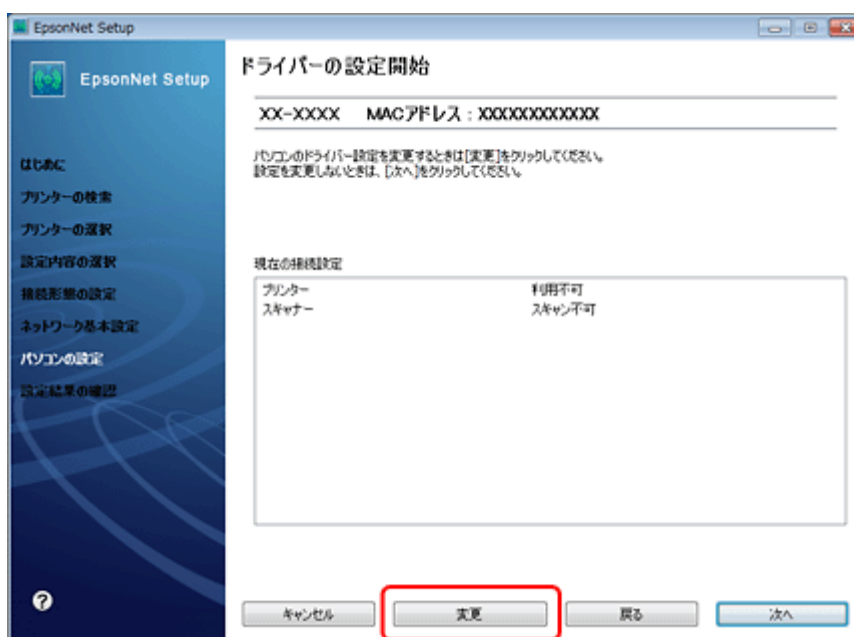 EpsonNet Setup
EpsonNet Setup
はじめに
プリンターの検索
プリンターの選択
設定内容の選択
接続形態の設定
ネットワーク基本設定
パソコンの設定
設定結果の確認
ドライバーの設定開始
XX-XXXX MACアドレス：XXXXXXXXXXXX
パソコンのドライバー設定を変更するときは[変更]をクリックしてください。
設定を変更しないときは、[次へ]をクリックしてください。
現在の接続設定
プリンター 利用不可
スキャナー スキャン不可
?
キャンセル 変更 戻る 次へ